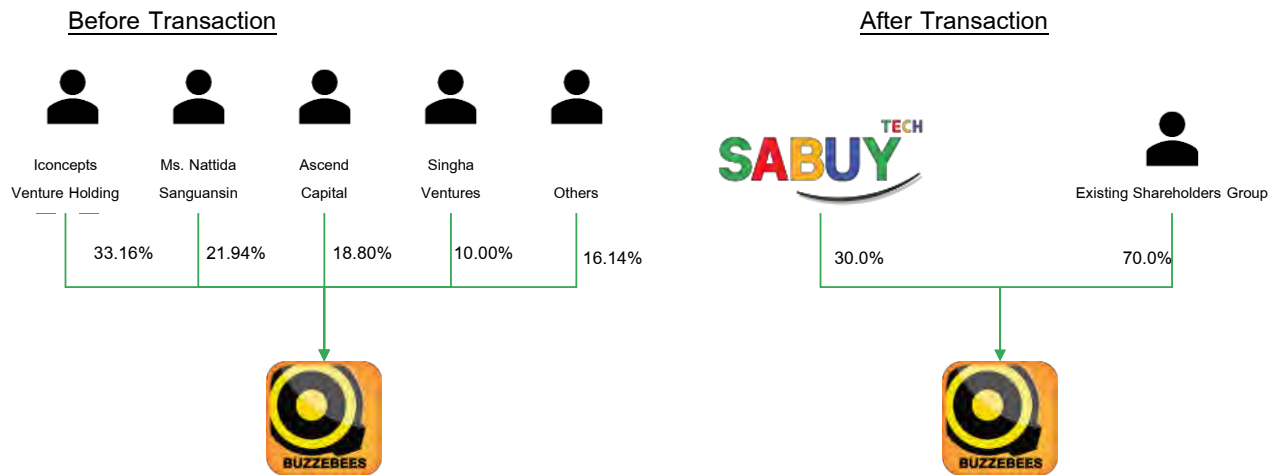 Before Transaction
After Transaction
Iconcepts
Venture Holding
Ms. Nattida
Sanguansin
Ascend
Capital
Singha
Ventures
Others
SABUY
TECH
Existing Shareholders Group
33.16%
21.94%
18.80%
10.00%
16.14%
30.0%
70.0%
BUZZEBEES
BUZZEBEES